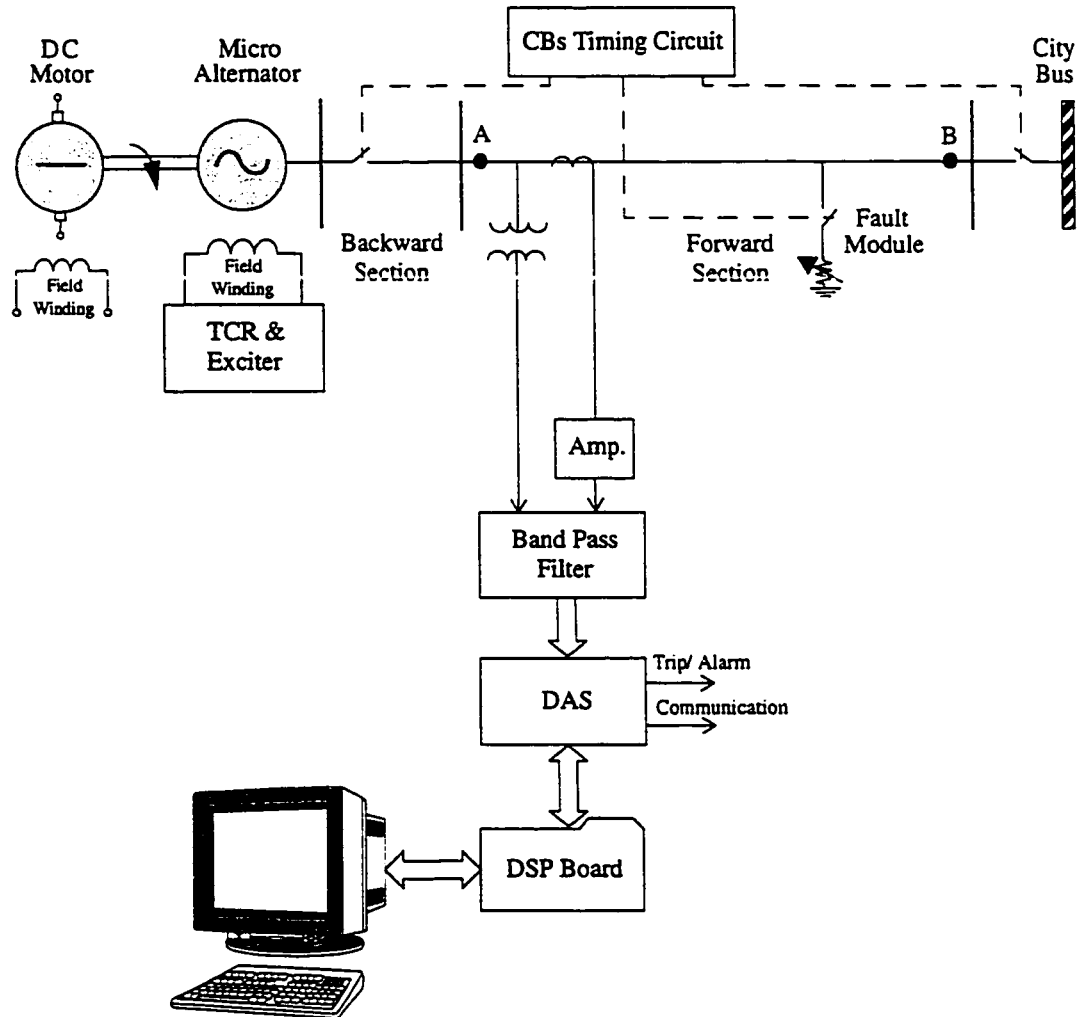 CBs Timing Circuit
DC
Motor
Micro
Alternator
City
Bus
A
B
Backward
Section
Forward
Section
Fault
Module
Field
Winding
Field
Winding
TCR &
Exciter
Amp.
Band Pass
Filter
Trip/ Alarm
DAS
Communication
DSP Board